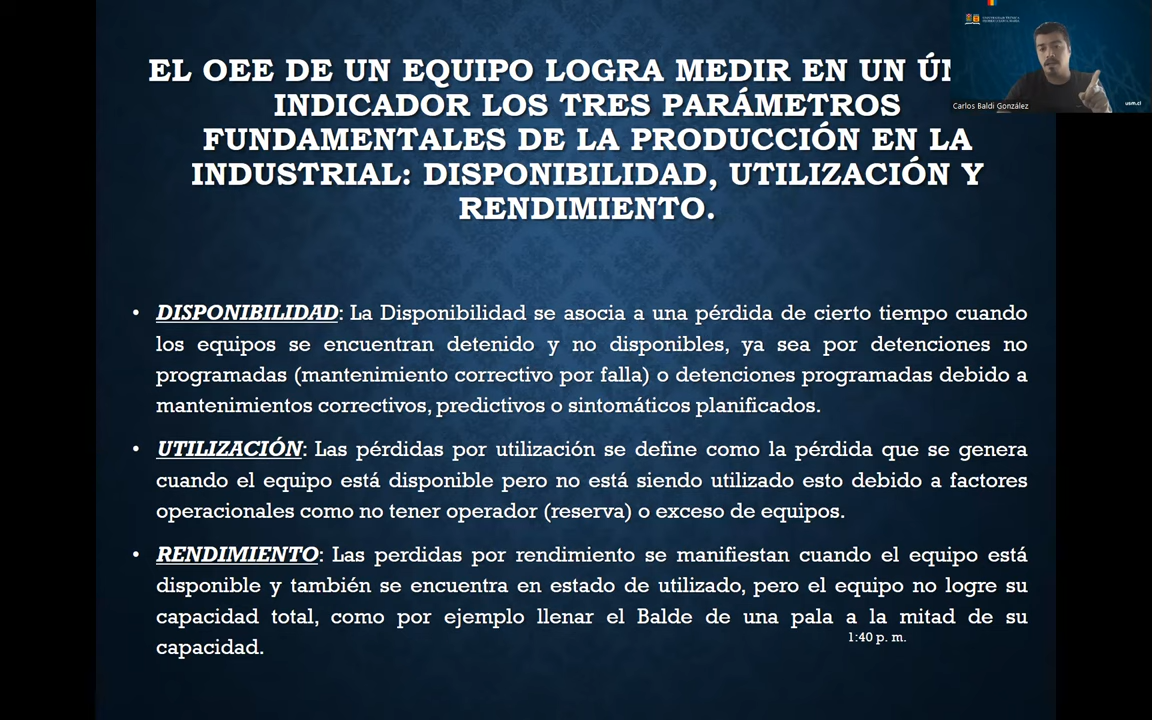 EL OEE DE UN EQUIPO LOGRA MEDIR EN UN
INDICADOR LOS TRES PARÁMETROS
FUNDAMENTALES DE LA PRODUCCIÓN EN LA
INDUSTRIAL: DISPONIBILIDAD, UTILIZACIÓN Y
RENDIMIENTO.
Carlos Baldi González
usm.cl
• DISPONIBILIDAD: La Disponibilidad se asocia a una pérdida de cierto tiempo cuando
los equipos se encuentran detenido y no disponibles, ya sea por detenciones no
programadas (mantenimiento correctivo por falla) o detenciones programadas debido a
mantenimientos correctivos, predictivos o sintomáticos planificados.
• UTILIZACIÓN: Las pérdidas por utilización se define como la pérdida que se genera
cuando el equipo está disponible pero no está siendo utilizado esto debido a factores
operacionales como no tener operador (reserva) o exceso de equipos.
• RENDIMIENTO: Las perdidas por rendimiento se manifiestan cuando el equipo está
disponible y también se encuentra en estado de utilizado, pero el equipo no logre su
capacidad total, como por ejemplo llenar el Balde de una pala a la mitad de su
capacidad.
1:40 p. m.